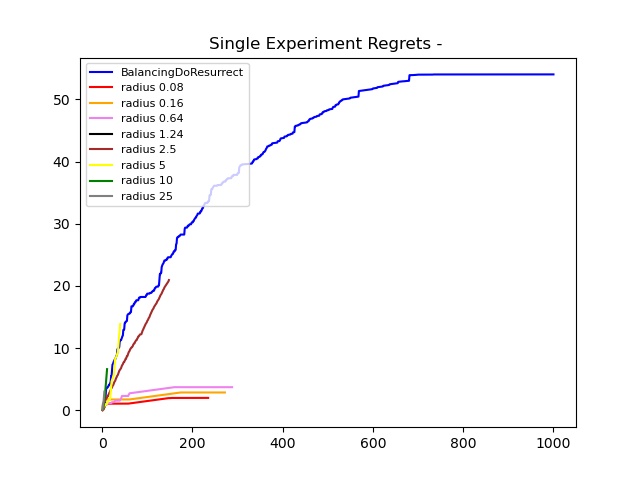 Single Experiment Regrets -
BalancingDoResurrect
radius 0.08
radius 0.16
radius 0.64
radius 1.24
radius 2.5
radius 5
radius 10
radius 25
50
40
30
20
10
0
0 200 400 600 800 1000